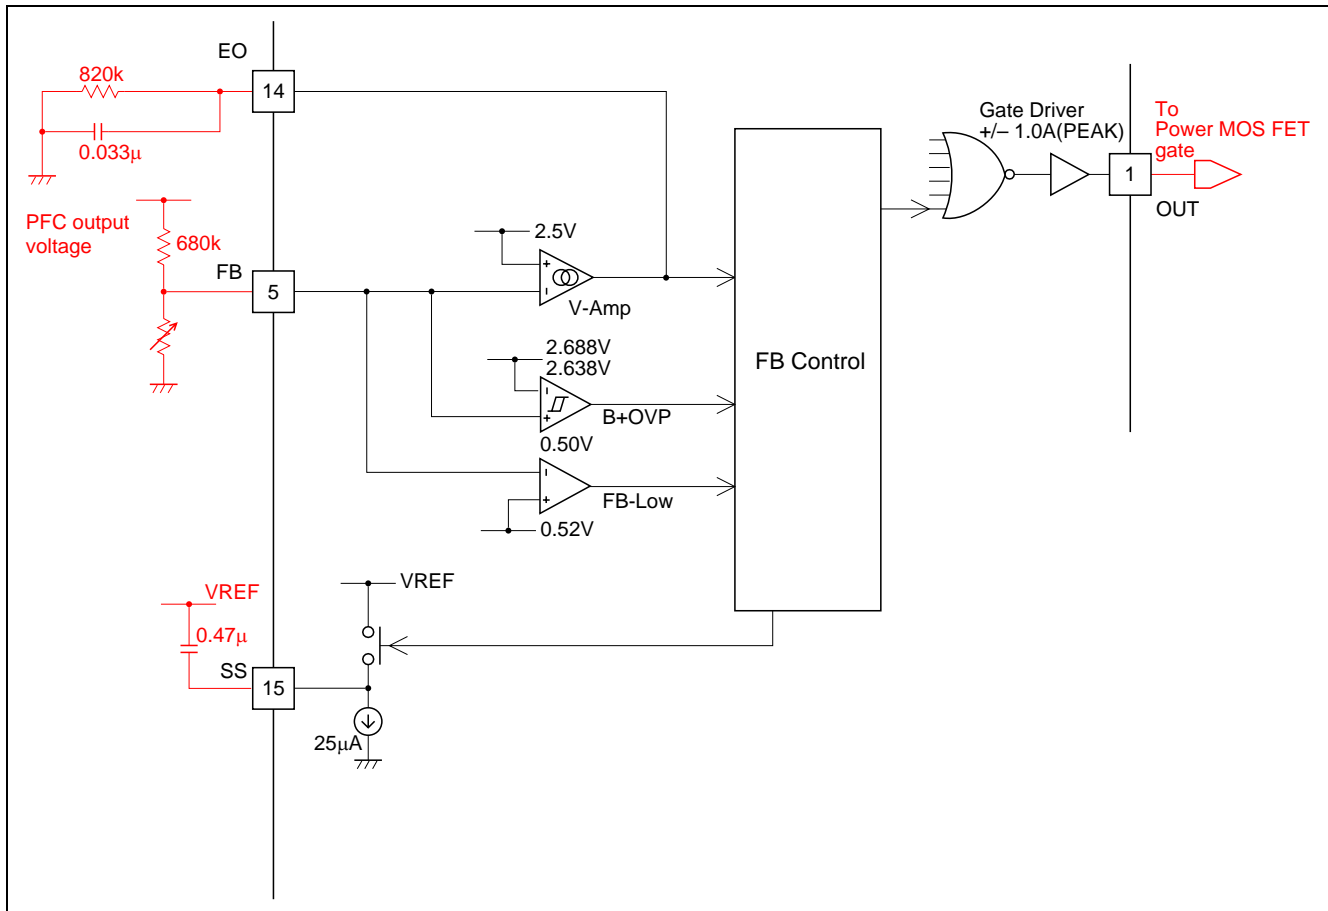 EO
820k
14
0.033μ
Gate Driver
+/– 1.0A(PEAK)
To
Power MOS FET
gate
1
OUT
PFC output
voltage
680k
FB
5
2.5V
+
–
V-Amp
2.688V
2.638V
–
+
B+OVP
0.50V
–
+
FB-Low
0.52V
FB Control
VREF
VREF
0.47μ
SS
15
25μA